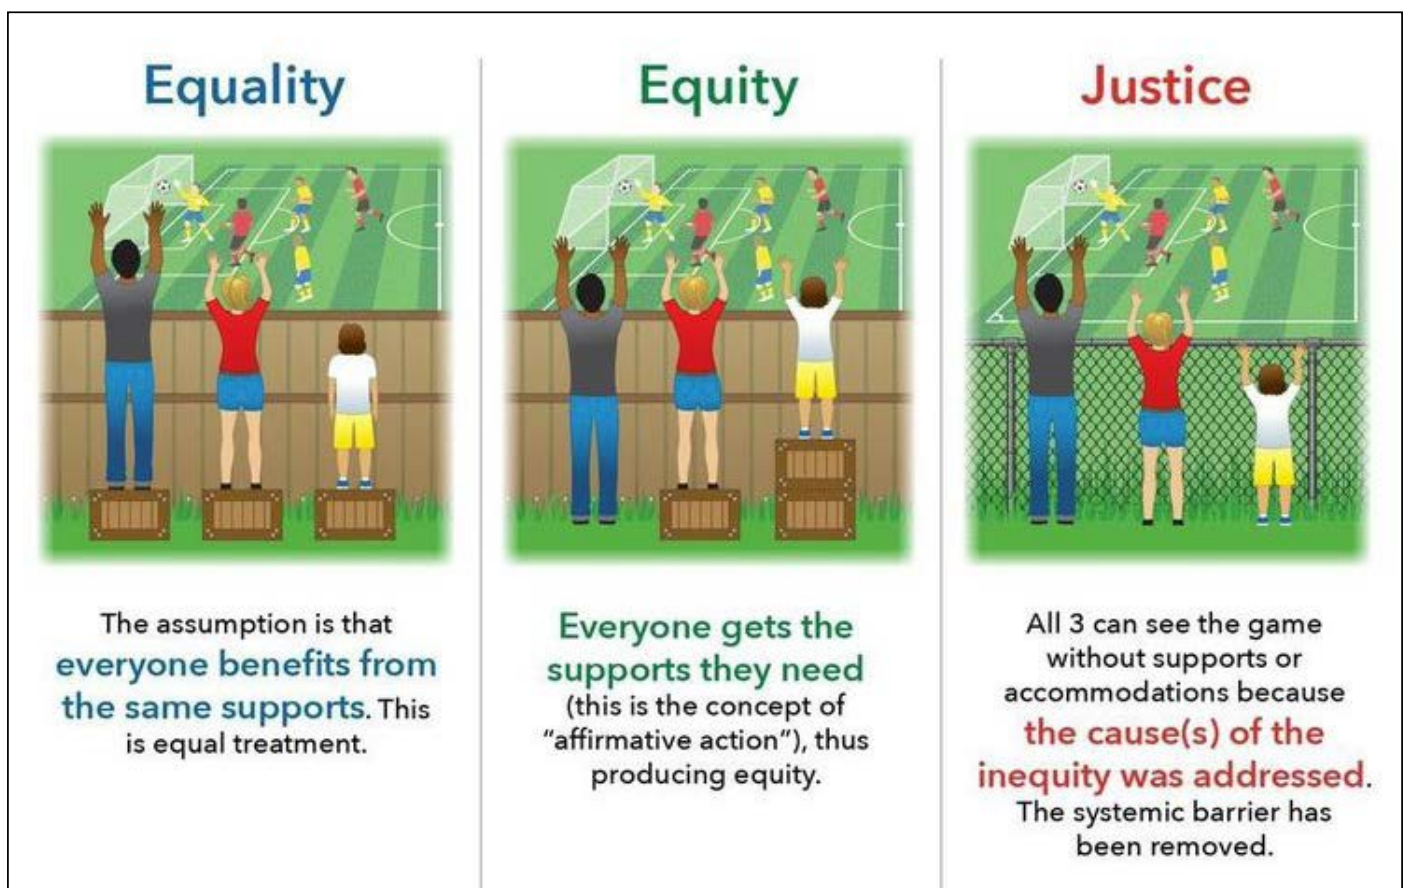 Equality
The assumption is that
everyone benefits from
the same supports. This
is equal treatment.
Equity
Everyone gets the
supports they need
(this is the concept of
“affirmative action”), thus
producing equity.
Justice
All 3 can see the game
without supports or
accommodations because
the cause(s) of the
inequity was addressed.
The systemic barrier has
been removed.